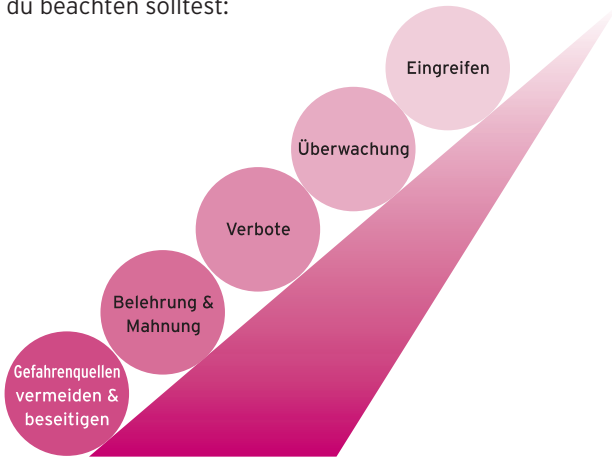 du beachten solltest:
Eingreifen
Überwachung
Verbote
Belehrung &
Mahnung
Gefahrenquellen
vermeiden &
beseitigen